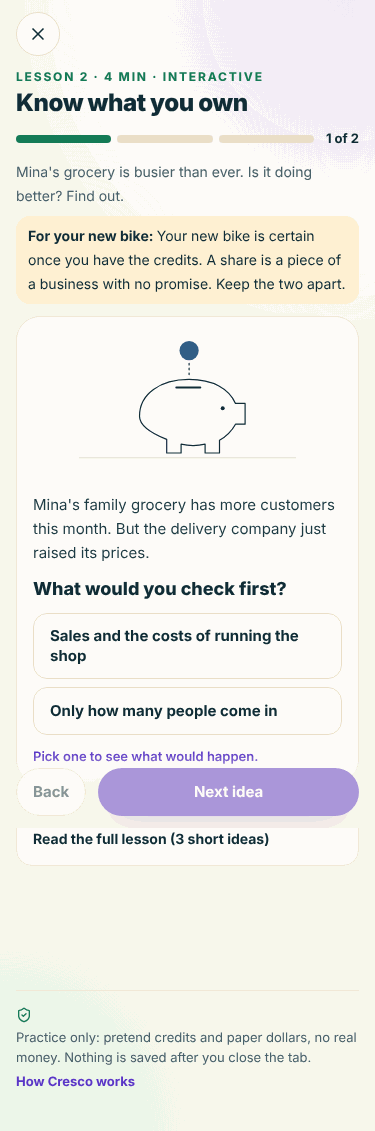 LESSON 2 · 4 MIN · INTERACTIVE
Know what you own
1 of 2
Mina's grocery is busier than ever. Is it doing
better? Find out.
For your new bike: Your new bike is certain
once you have the credits. A share is a piece of
a business with no promise. Keep the two apart.
Mina's family grocery has more customers
this month. But the delivery company just
raised its prices.
What would you check first?
Sales and the costs of running the
shop
Only how many people come in
Pick one to see what would happen.
Back
Next idea
Read the full lesson (3 short ideas)
Practice only: pretend credits and paper dollars, no real
money. Nothing is saved after you close the tab.
How Cresco works